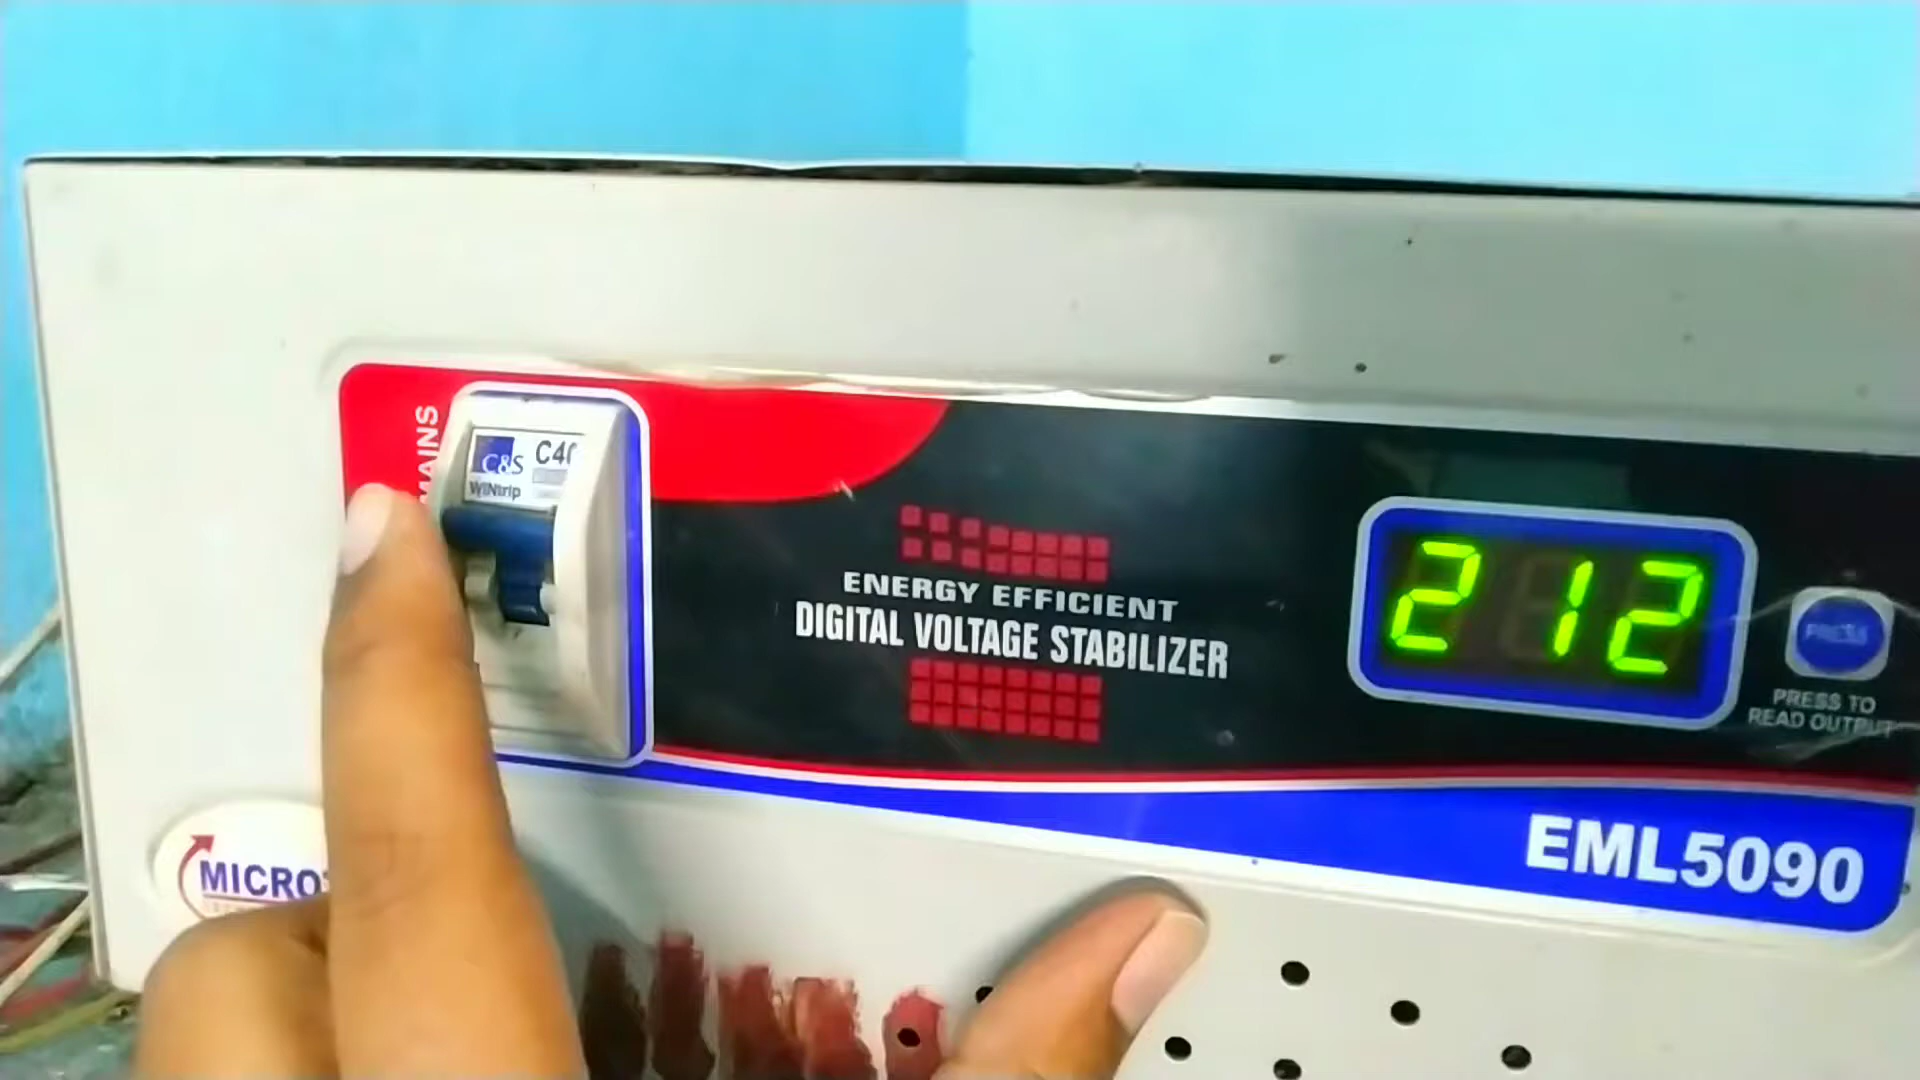 MAINS
C&S
C40
WiNtrip
ENERGY EFFICIENT
DIGITAL VOLTAGE STABILIZER
212
PRESS
PRESS TO
READ OUTPUT
EML5090
MICRO